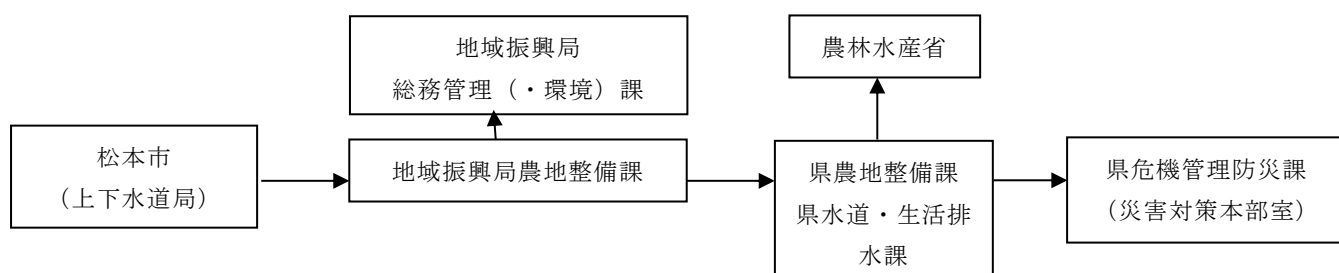 松本市
（上下水道局）
地域振興局
総務管理（・環境）課
地域振興局農地整備課
農林水産省
県農地整備課
県水道・生活排
水課
県危機管理防災課
（災害対策本部室）